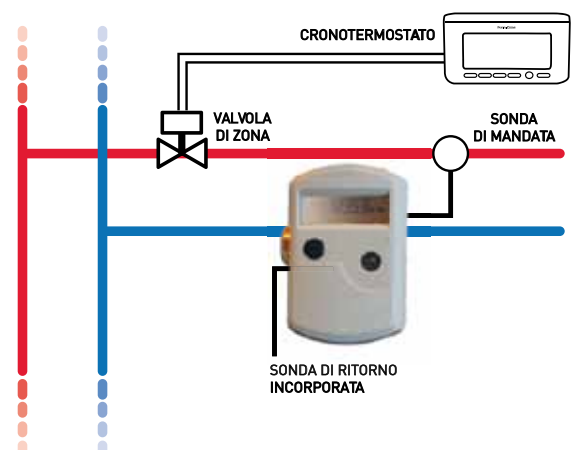 CRONOTERMOSTATO
VALVOLA
DI ZONA
SONDA
DI MANDATA
SONDA DI RITORNO
INCORPORATA